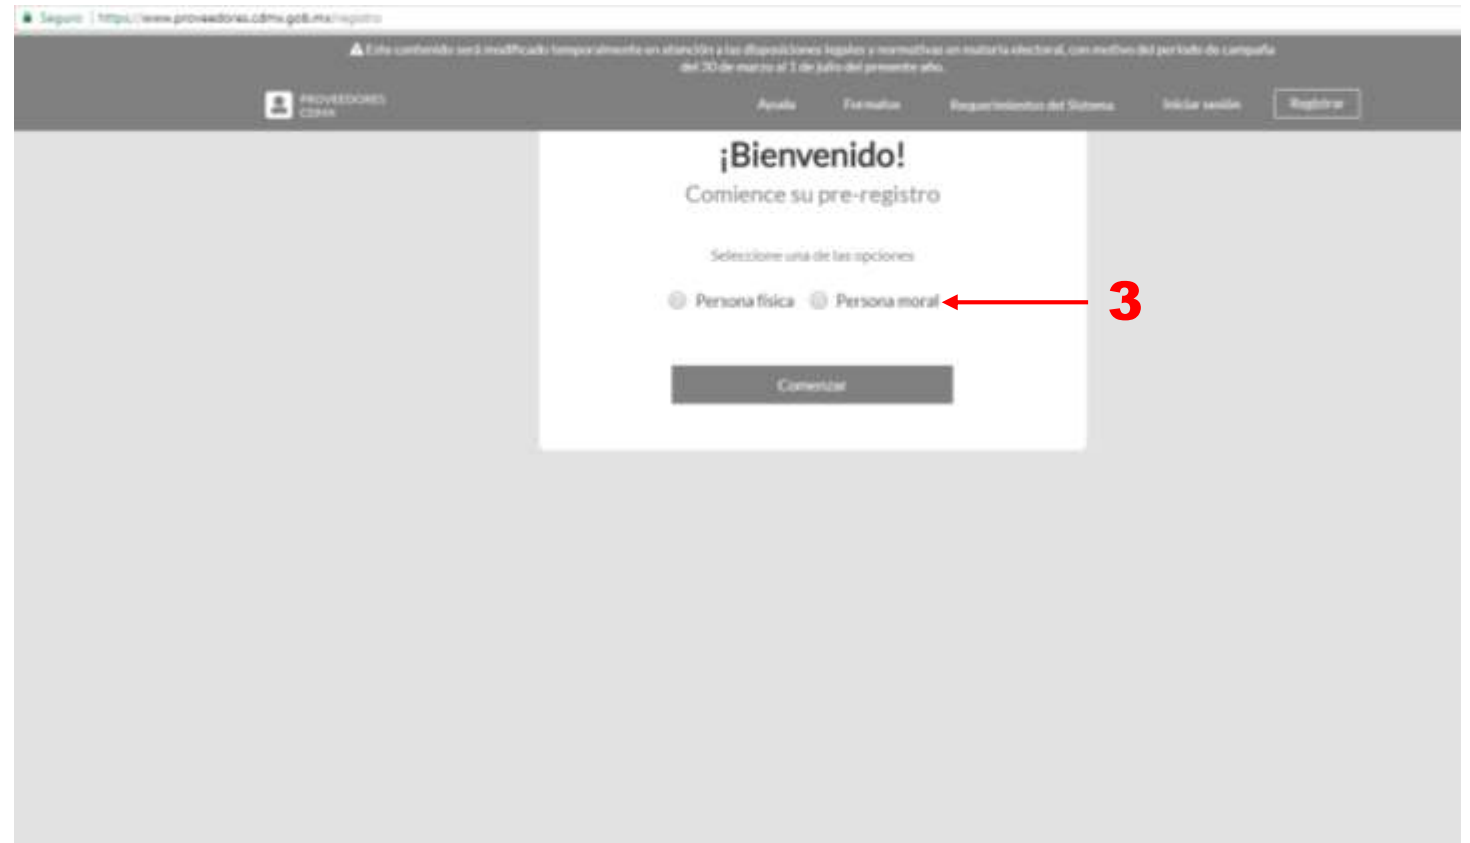 Seguro | https://www.proveedores.cdmx.gob.mx/registro
Este contenido será modificado temporalmente en atención a las disposiciones legales y normativas en materia electoral, con motivo del periodo de campaña
del 30 de marzo al 1 de julio del presente año.
PROVEEDORES
CDMX
Ayuda Formatos Requerimientos del Sistema Iniciar sesión Registrar
¡Bienvenido!
Comience su pre-registro
Seleccione una de las opciones
Persona física Persona moral 3
Comenzar